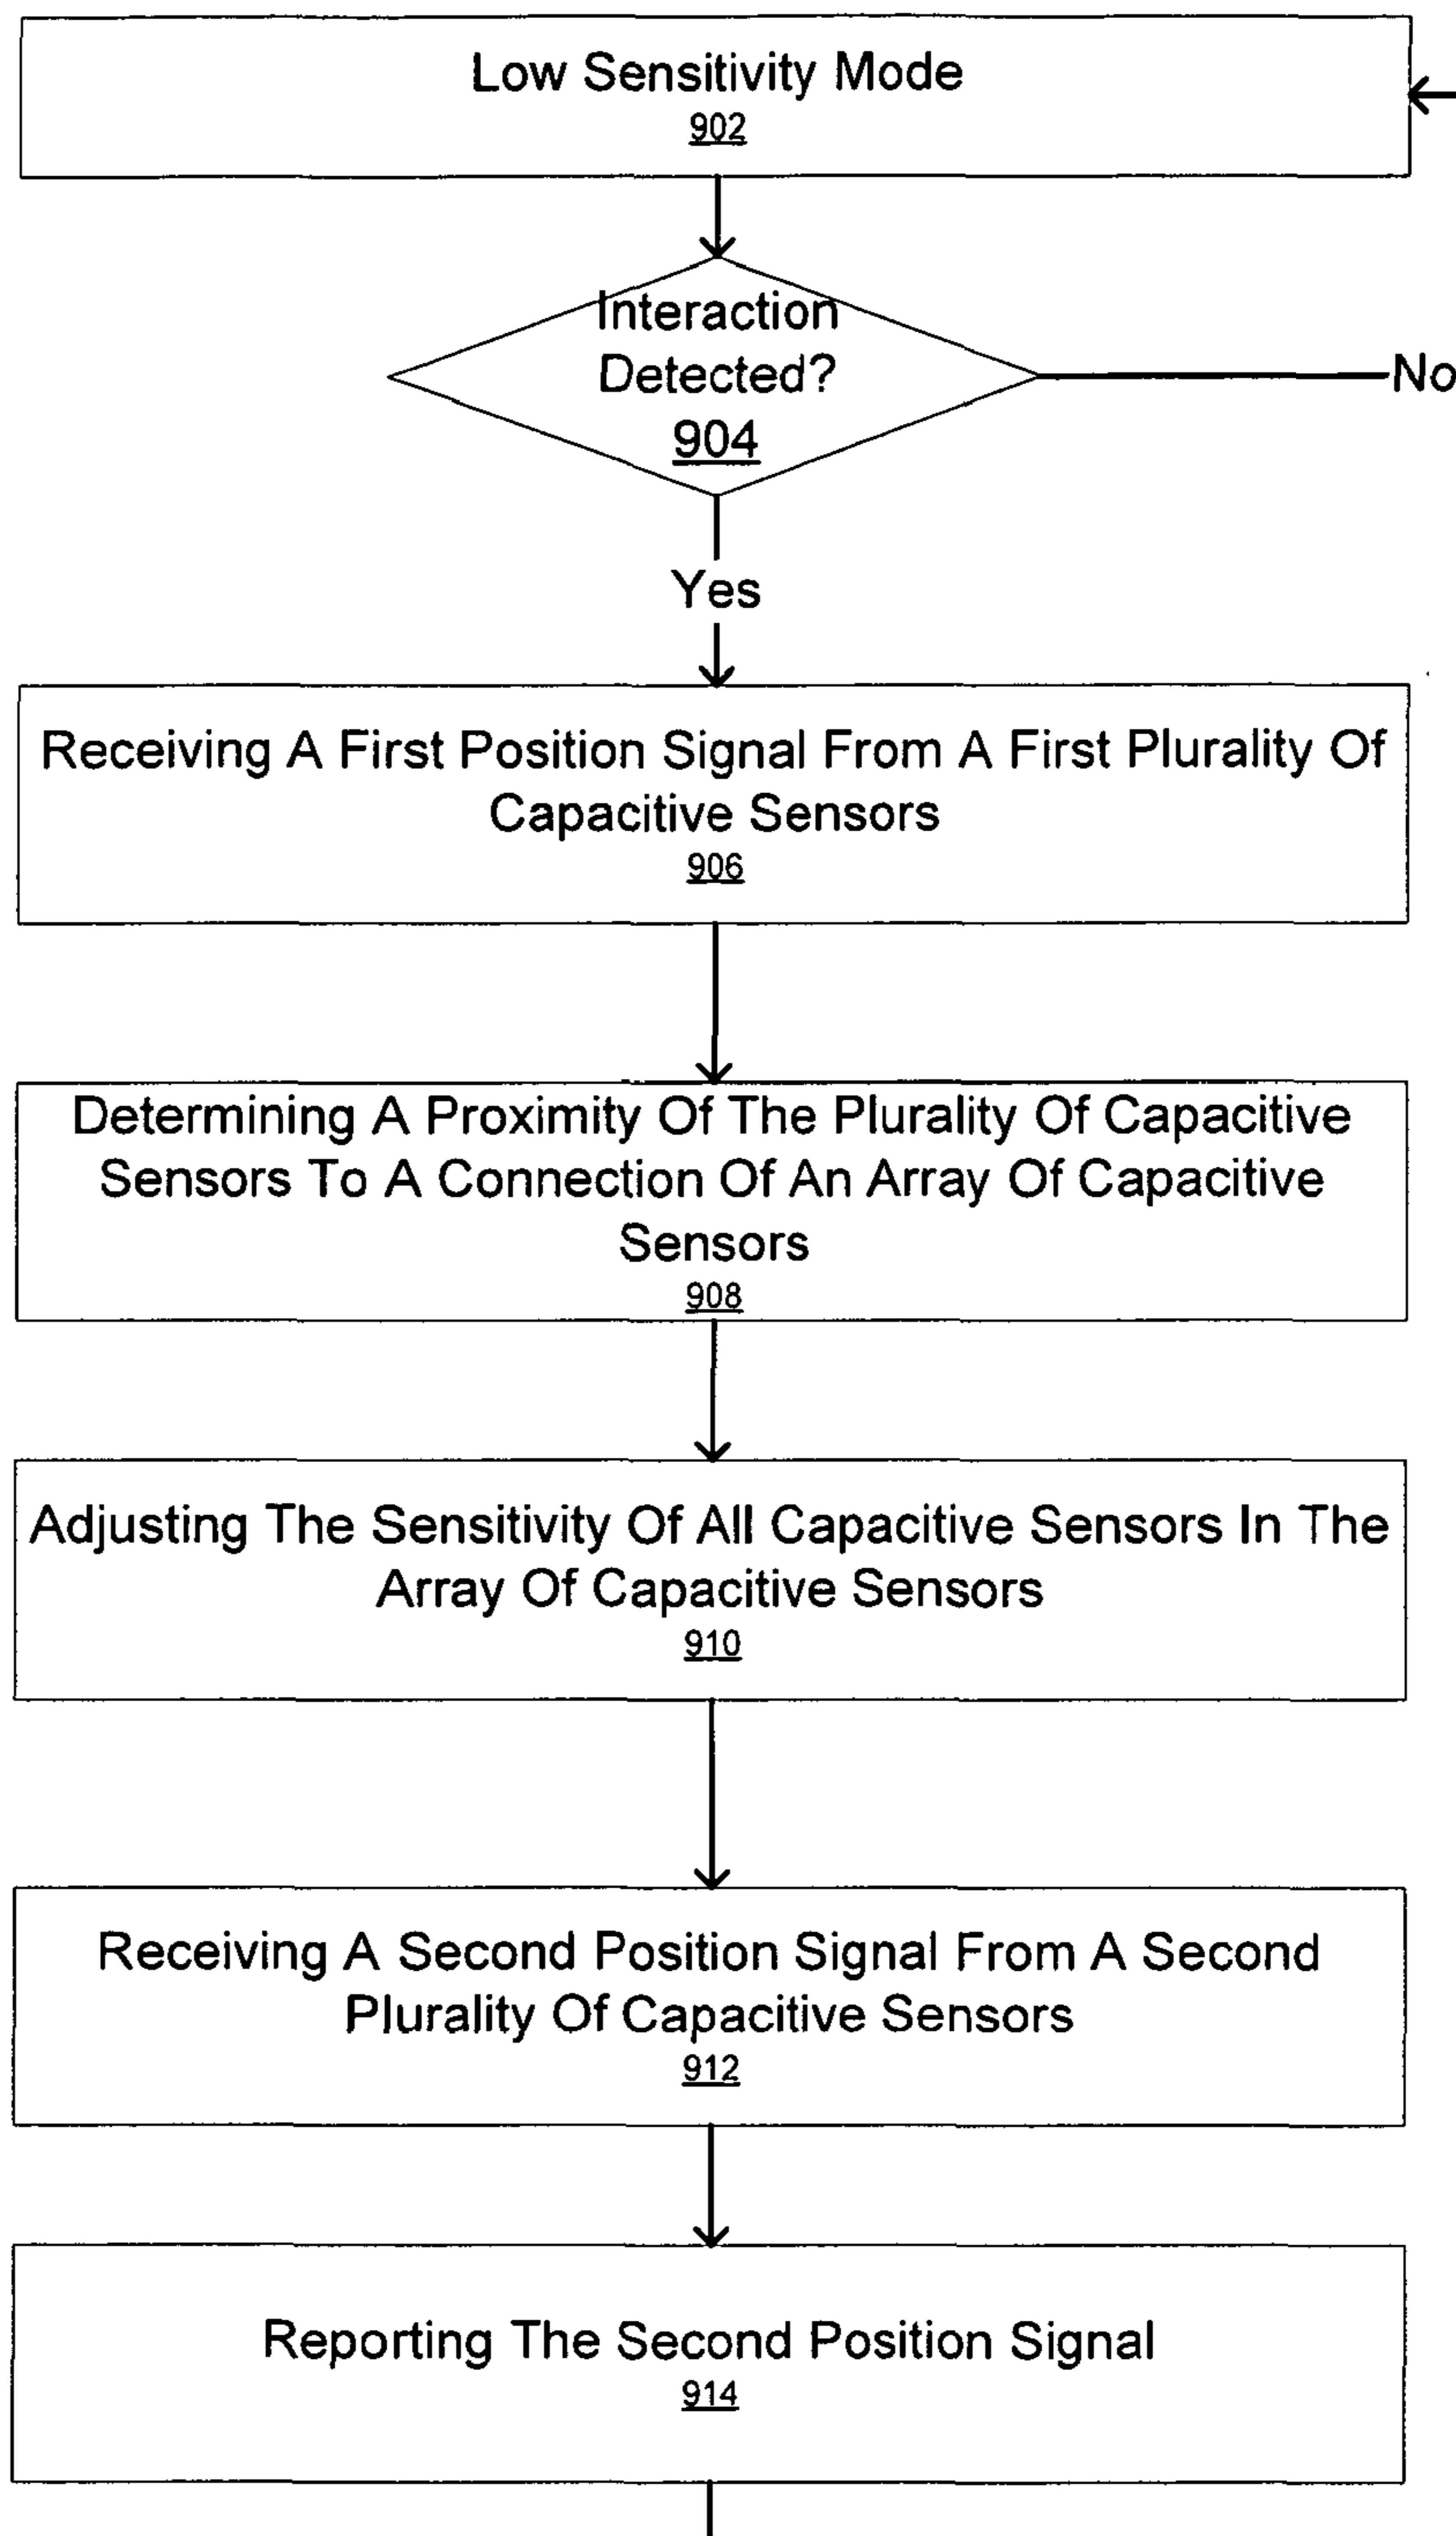 Low Sensitivity Mode
902
Interaction
Detected?
904
No
Yes
Receiving A First Position Signal From A First Plurality Of
Capacitive Sensors
906
Determining A Proximity Of The Plurality Of Capacitive
Sensors To A Connection Of An Array Of Capacitive
Sensors
908
Adjusting The Sensitivity Of All Capacitive Sensors In The
Array Of Capacitive Sensors
910
Receiving A Second Position Signal From A Second
Plurality Of Capacitive Sensors
912
Reporting The Second Position Signal
914